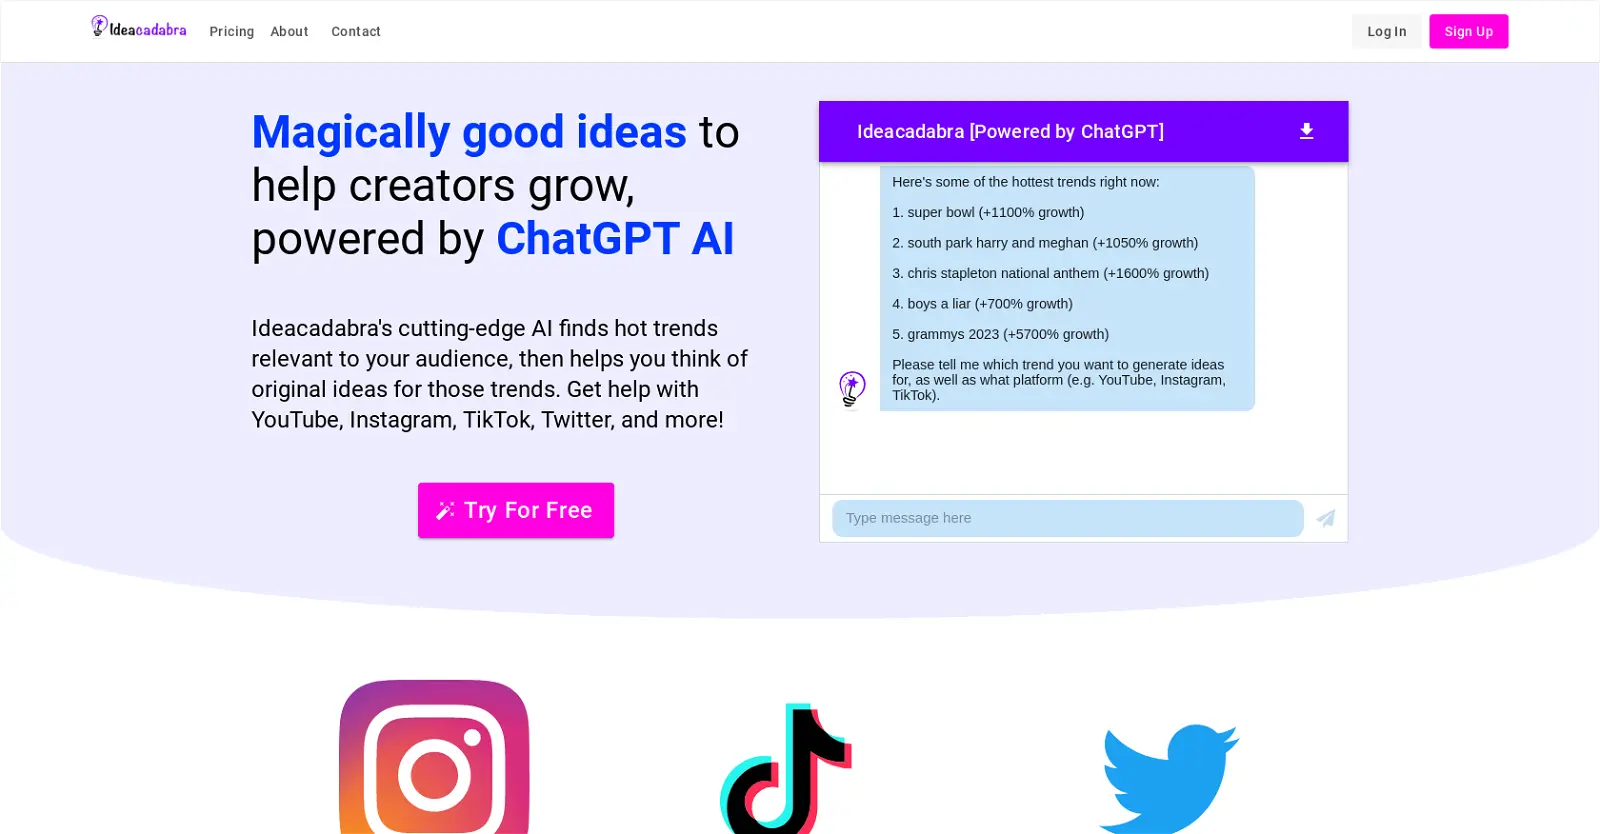 Ideacadabra
Pricing
About
Contact
Log In
Sign Up
Magically good ideas to
help creators grow,
powered by ChatGPT AI
Ideacadabra's cutting-edge AI finds hot trends
relevant to your audience, then helps you think of
original ideas for those trends. Get help with
YouTube, Instagram, TikTok, Twitter, and more!
Try For Free
Ideacadabra [Powered by ChatGPT]
Here's some of the hottest trends right now:
1. super bowl (+1100% growth)
2. south park harry and meghan (+1050% growth)
3. chris stapleton national anthem (+1600% growth)
4. boys a liar (+700% growth)
5. grammys 2023 (+5700% growth)
Please tell me which trend you want to generate ideas
for, as well as what platform (e.g. YouTube, Instagram,
TikTok).
Type message here